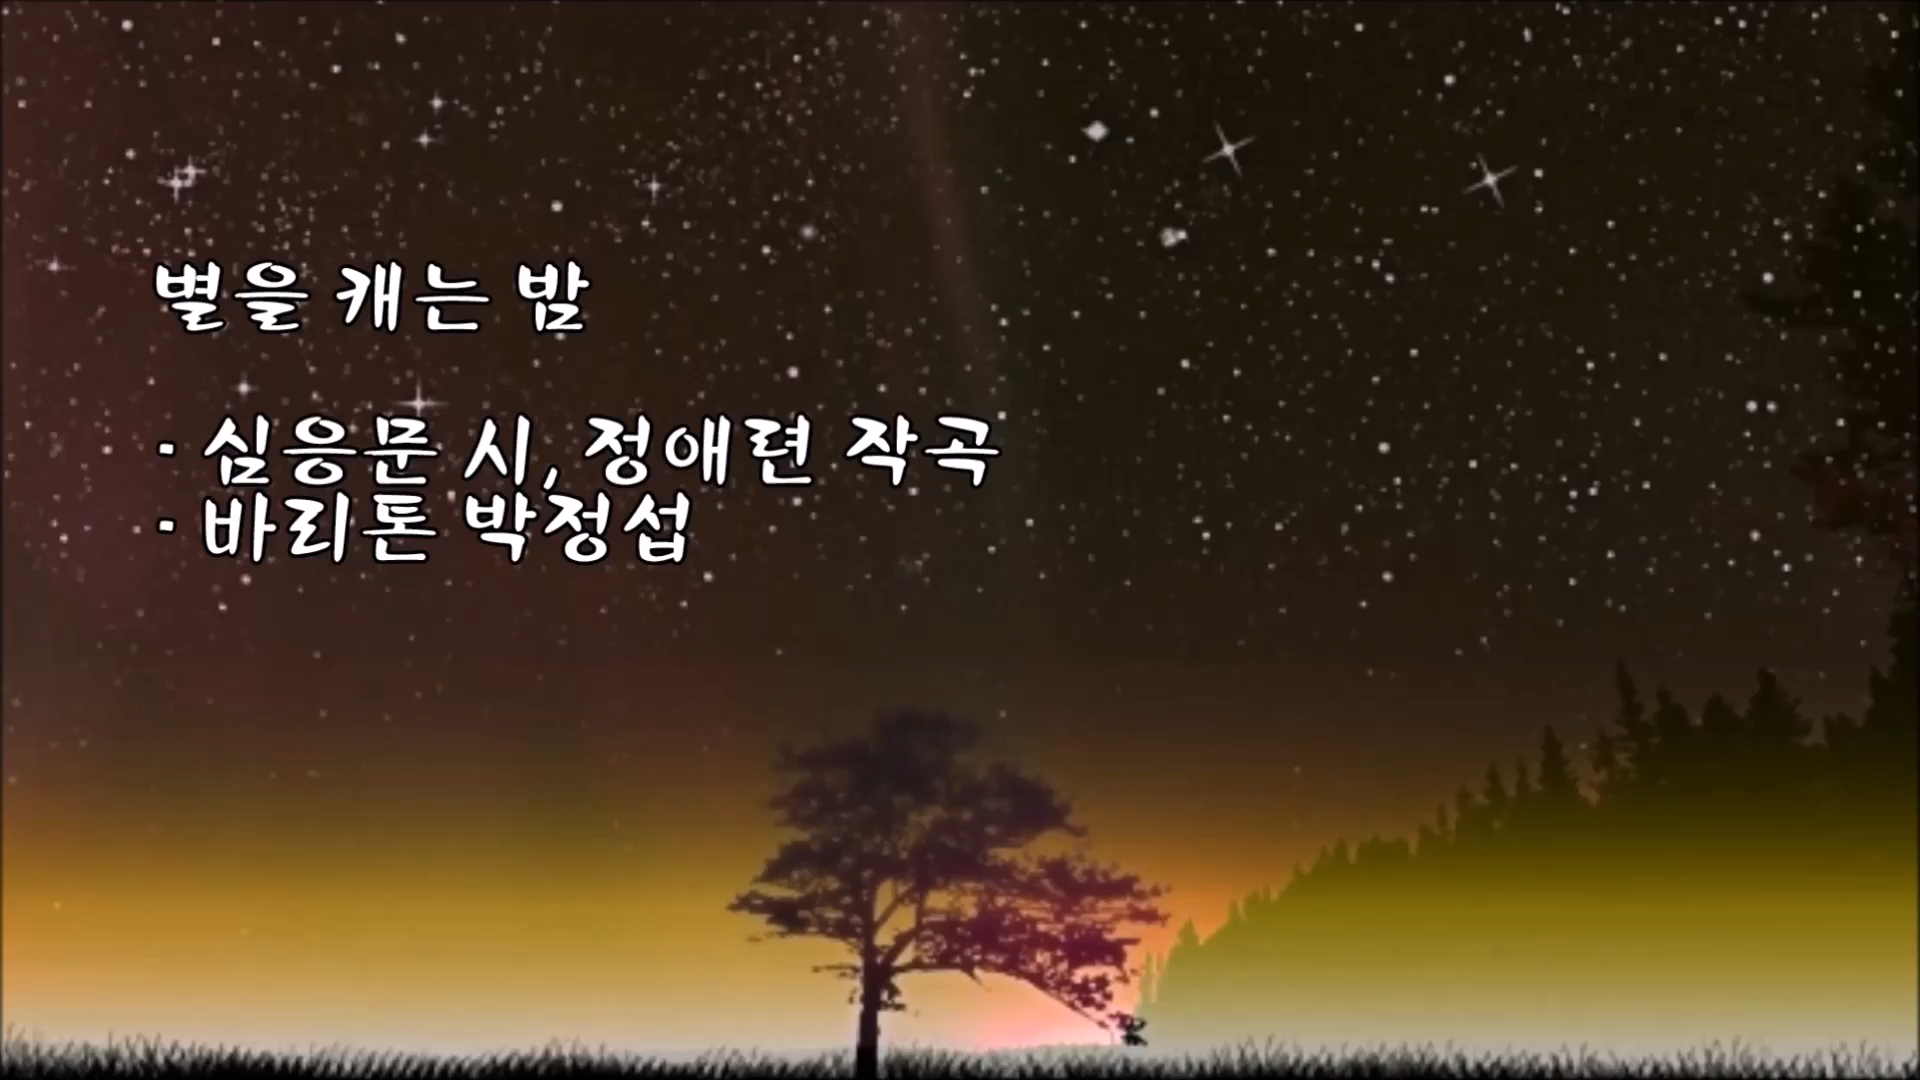 별을 캐는 밤
- 심응문 시, 정애련 작곡
- 바리톤 박정섭